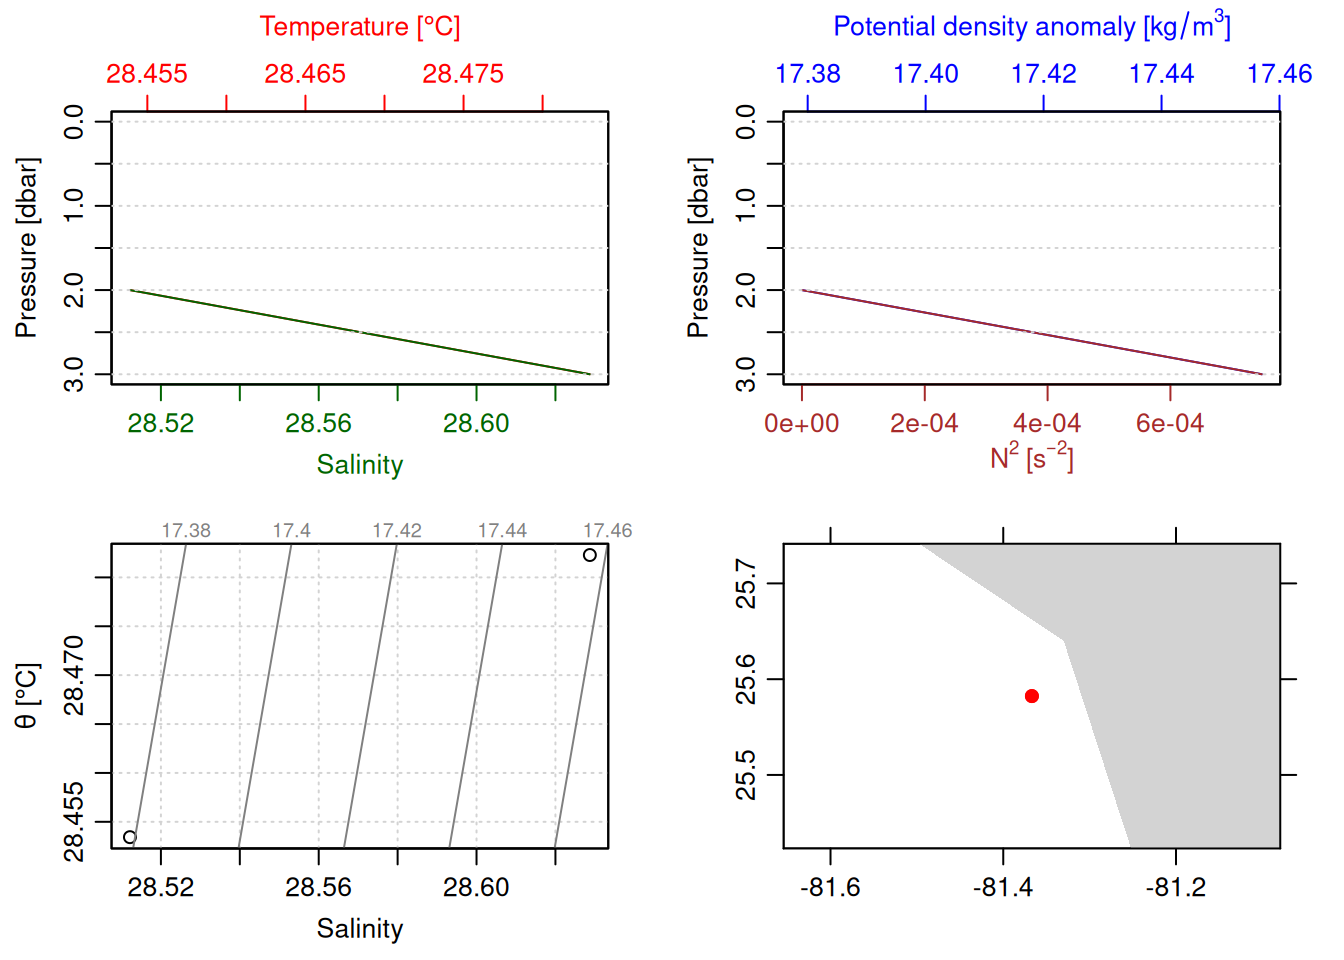 Temperature [°C]
28.455 28.465 28.475
Pressure [dbar]
0.0 1.0 2.0 3.0
28.52 28.56 28.60
Salinity
Potential density anomaly [kg/m³]
17.38 17.40 17.42 17.44 17.46
Pressure [dbar]
0.0 1.0 2.0 3.0
0e+00 2e-04 4e-04 6e-04
N² [s⁻²]
17.38 17.4 17.42 17.44 17.46
θ [°C]
28.470
28.455
28.52 28.56 28.60
Salinity
25.7
25.6
25.5
-81.6 -81.4 -81.2